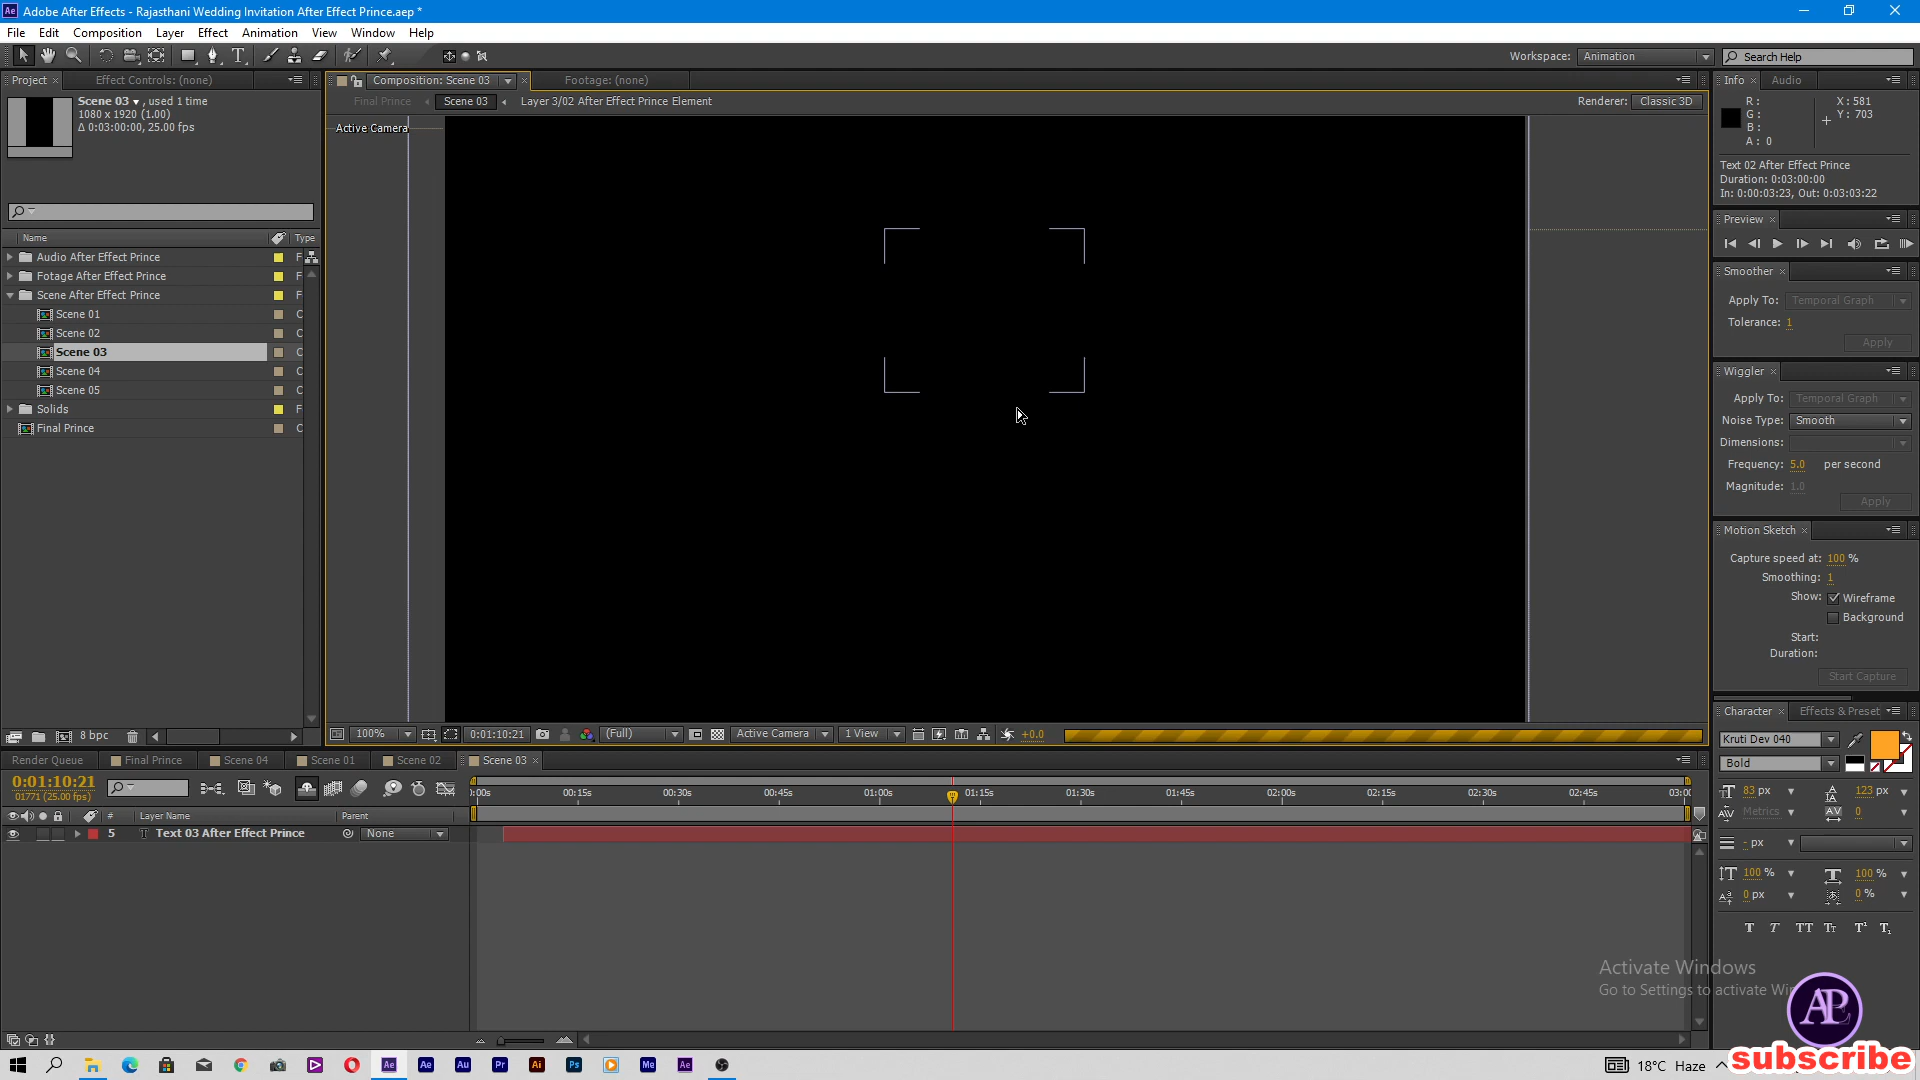 Adobe After Effects - Rajasthani Wedding Invitation After Effect Prince.aep *
File Edit Composition Layer Effect Animation View Window Help
Workspace: Animation Search Help
Project Effect Controls: (none) Composition: Scene 03 Footage: (none) Info Audio
Scene 03 , used 1 time
1080 x 1920 (1.00)
Δ 0:03:00:00, 25.00 fps
Final Prince Scene 03 Layer 3/02 After Effect Prince Element Renderer: Classic 3D
Active Camera
R :
G :
B :
A : 0
X : 581
Y : 703
Text 02 After Effect Prince
Duration: 0:03:00:00
In: 0:00:03:23, Out: 0:03:03:22
Preview
Name Type
Audio After Effect Prince F
Footage After Effect Prince F
Scene After Effect Prince F
Scene 01 C
Scene 02 C
Scene 03 C
Scene 04 C
Scene 05 C
Solids F
Final Prince C
8 bpc
Smoother
Apply To: Temporal Graph
Tolerance: 1
Apply
Wiggler
Apply To: Temporal Graph
Noise Type: Smooth
Dimensions:
Frequency: 5.0 per second
Magnitude: 1.0
Apply
Motion Sketch
Capture speed at: 100 %
Smoothing: 1
Show: Wireframe
Background
Start:
Duration:
Start Capture
100% 0:01:10:21 (Full) Active Camera 1 View +0.0
Character Effects & Preset
Kruti Dev 040
Bold
83 px 123 px
Metrics 0
- px
100 % 100 %
0 px 0 %
T T TT Tt T¹ T₁
Render Queue Final Prince Scene 04 Scene 01 Scene 02 Scene 03
0:01:10:21
01771 (25.00 fps)
:00s 00:15s 00:30s 00:45s 01:00s 01:15s 01:30s 01:45s 02:00s 02:15s 02:30s 02:45s 03:00
# Layer Name Parent
5 T Text 03 After Effect Prince None
Activate Windows
Go to Settings to activate Wi
AP
18°C Haze
subscribe